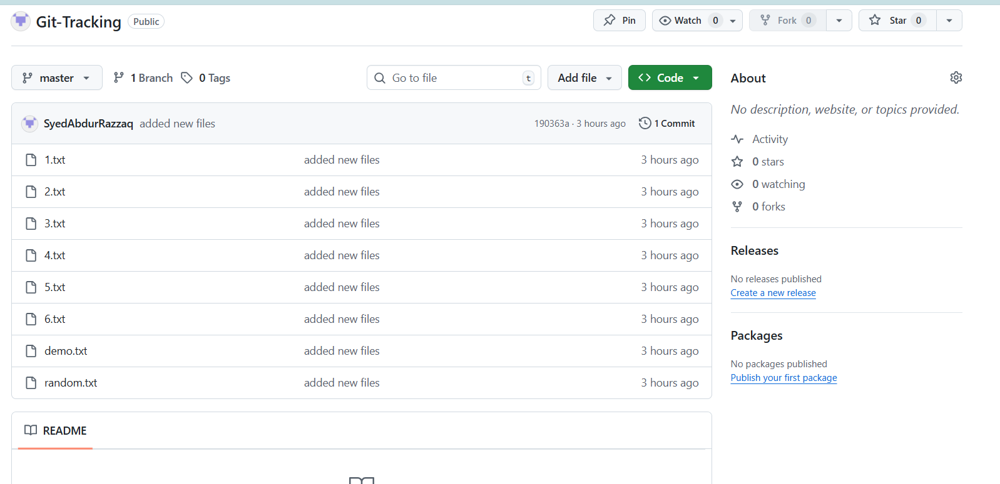 Git-Tracking Public Pin Watch 0 Fork 0 Star 0
master 1 Branch 0 Tags Go to file t Add file Code
SyedAbdurRazzaq added new files 190363a · 3 hours ago 1 Commit
1.txt added new files 3 hours ago
2.txt added new files 3 hours ago
3.txt added new files 3 hours ago
4.txt added new files 3 hours ago
5.txt added new files 3 hours ago
6.txt added new files 3 hours ago
demo.txt added new files 3 hours ago
random.txt added new files 3 hours ago
README
About
No description, website, or topics provided.
Activity
0 stars
0 watching
0 forks
Releases
No releases published
Create a new release
Packages
No packages published
Publish your first package